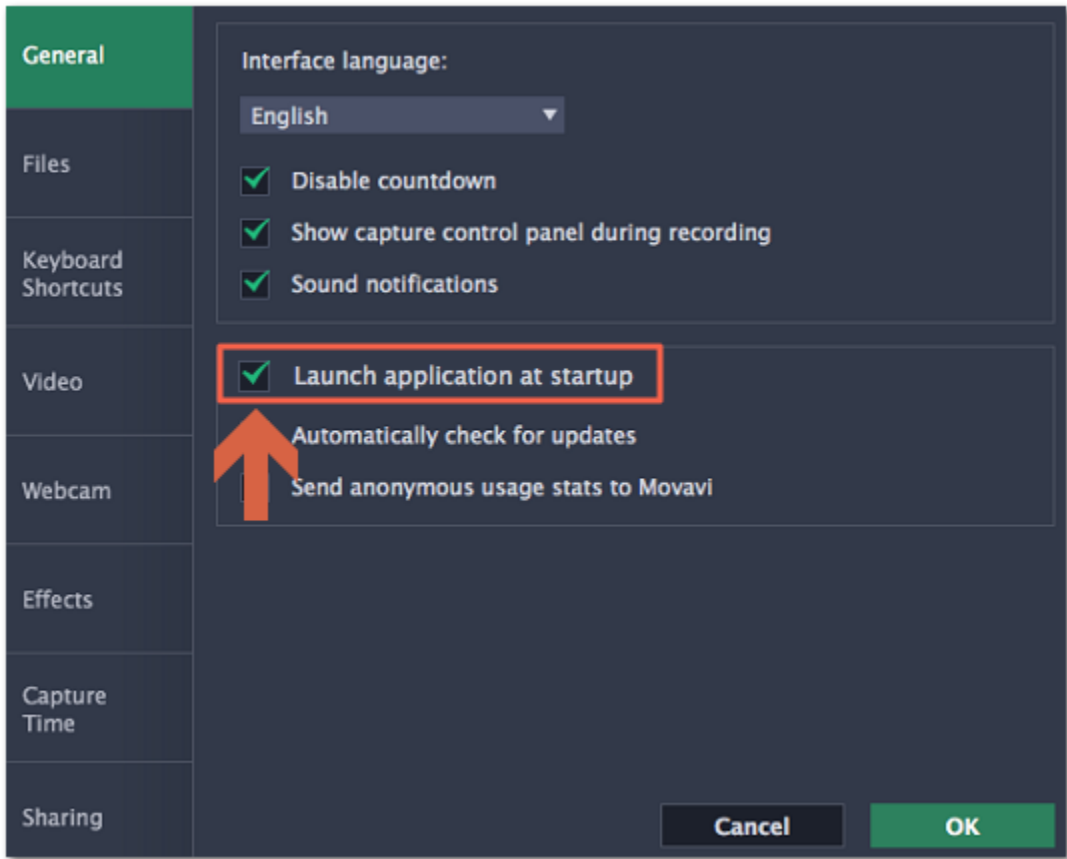 General
Files
Keyboard
Shortcuts
Video
Webcam
Effects
Capture
Time
Sharing
Interface language:
English
Disable countdown
Show capture control panel during recording
Sound notifications
Launch application at startup
Automatically check for updates
Send anonymous usage stats to Movavi
Cancel
OK